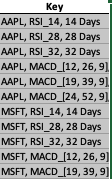 Key
AAPL, RSI_14, 14 Days
AAPL, RSI_28, 28 Days
AAPL, RSI_32, 32 Days
AAPL, MACD_[12, 26, 9]
AAPL, MACD_[19, 39, 9]
AAPL, MACD_[24, 52, 9]
MSFT, RSI_14, 14 Days
MSFT, RSI_28, 28 Days
MSFT, RSI_32, 32 Days
MSFT, MACD_[12, 26, 9]
MSFT, MACD_[19, 39, 9]